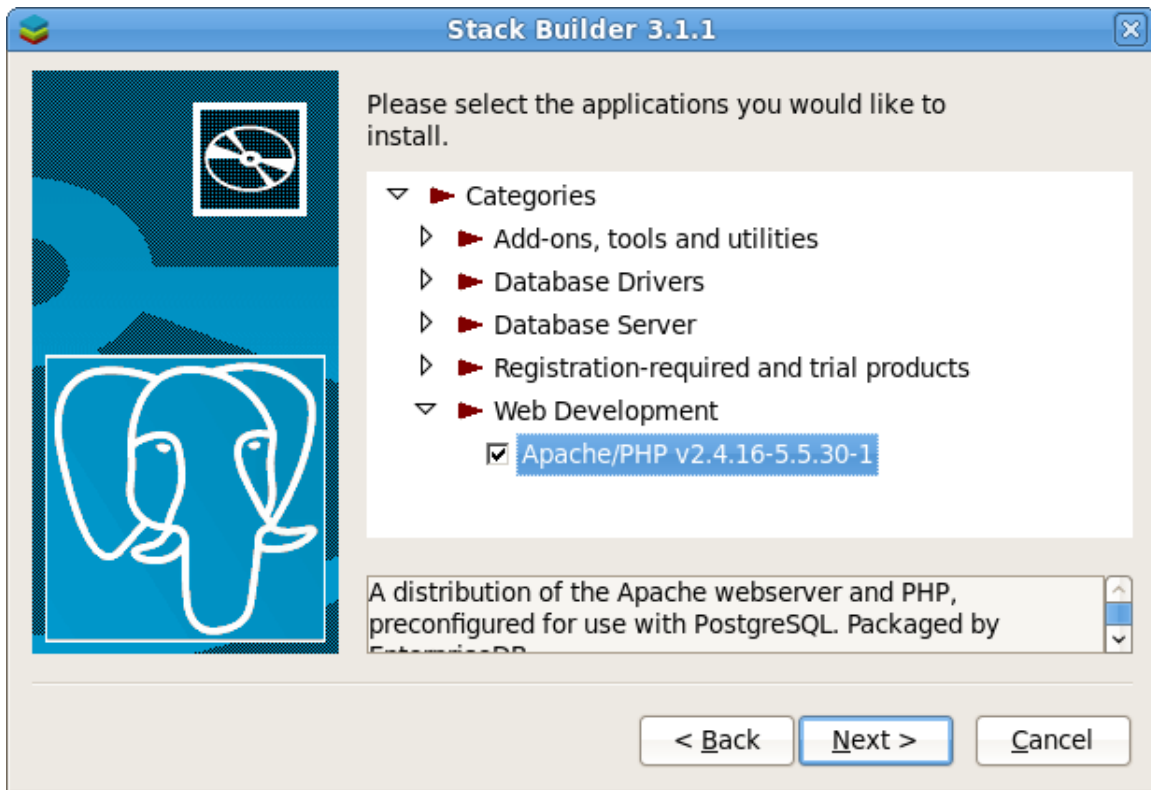 Stack Builder 3.1.1
Please select the applications you would like to
install.
Categories
Add-ons, tools and utilities
Database Drivers
Database Server
Registration-required and trial products
Web Development
Apache/PHP v2.4.16-5.5.30-1
A distribution of the Apache webserver and PHP,
preconfigured for use with PostgreSQL. Packaged by
EnterpriseDB
< Back
Next >
Cancel